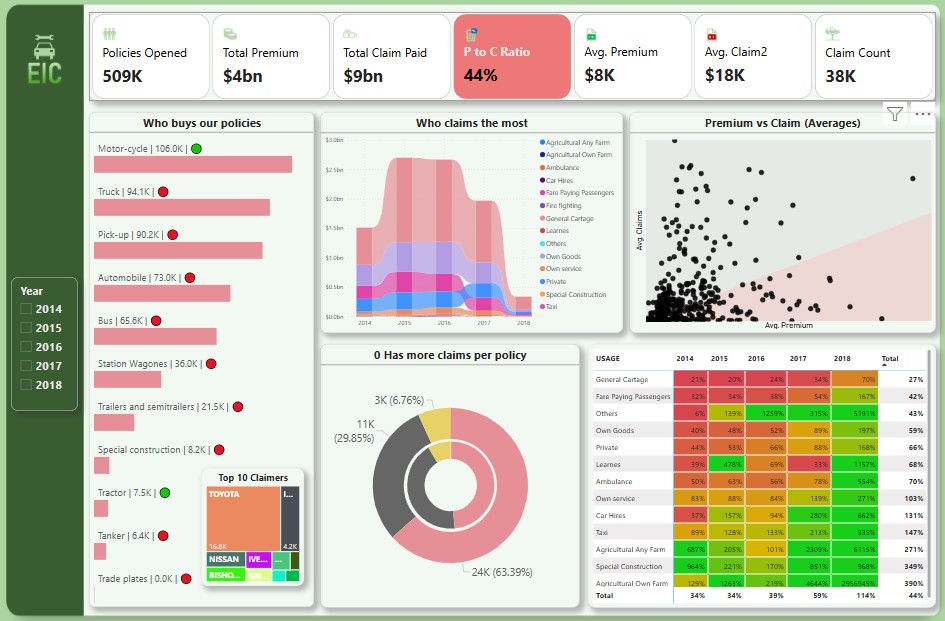 EIC
Policies Opened
509K
Total Premium
$4bn
Total Claim Paid
$9bn
P to C Ratio
44%
Avg. Premium
$8K
Avg. Claim2
$18K
Claim Count
38K
Year
2014
2015
2016
2017
2018
Who buys our policies
Motor-cycle | 106.0K |
Truck | 94.1K |
Pick-up | 90.2K |
Automobile | 73.0K |
Bus | 65.6K |
Station Wagones | 36.0K |
Trailers and semitrailers | 21.5K |
Special construction | 8.2K |
Tractor | 7.5K |
Tanker | 6.4K |
Trade plates | 0.0K |
Top 10 Claimers
TOYOTA
16.8K
I...
4.2K
NISSAN
IVE...
...
BISHO...
Who claims the most
$3.0bn
$2.5bn
$2.0bn
$1.5bn
$1.0bn
$0.5bn
$0.0bn
2014 2015 2016 2017 2018
Agricultural Any Farm
Agricultural Own Farm
Ambulance
Car Hires
Fare Paying Passengers
Fire fighting
General Cartage
Learnes
Others
Own Goods
Own service
Private
Special Construction
Taxi
Premium vs Claim (Averages)
Avg. Claims
Avg. Premium
0 Has more claims per policy
3K (6.76%)
11K
(29.85%)
24K (63.39%)
USAGE 2014 2015 2016 2017 2018 Total
General Cartage 21% 20% 24% 34% 70% 27%
Fare Paying Passengers 32% 34% 38% 54% 167% 42%
Others 6% 139% 1259% 315% 5191% 43%
Own Goods 40% 48% 52% 89% 197% 59%
Private 44% 53% 66% 88% 168% 66%
Learnes 39% 478% 69% 33% 1157% 68%
Ambulance 50% 63% 56% 78% 554% 70%
Own service 83% 88% 84% 139% 271% 103%
Car Hires 37% 157% 94% 280% 662% 131%
Taxi 89% 128% 133% 213% 333% 147%
Agricultural Any Farm 687% 205% 101% 2309% 6115% 271%
Special Construction 964% 221% 170% 851% 968% 349%
Agricultural Own Farm 129% 1263% 219% 4644% 2956945% 390%
Total 34% 34% 39% 59% 114% 44%